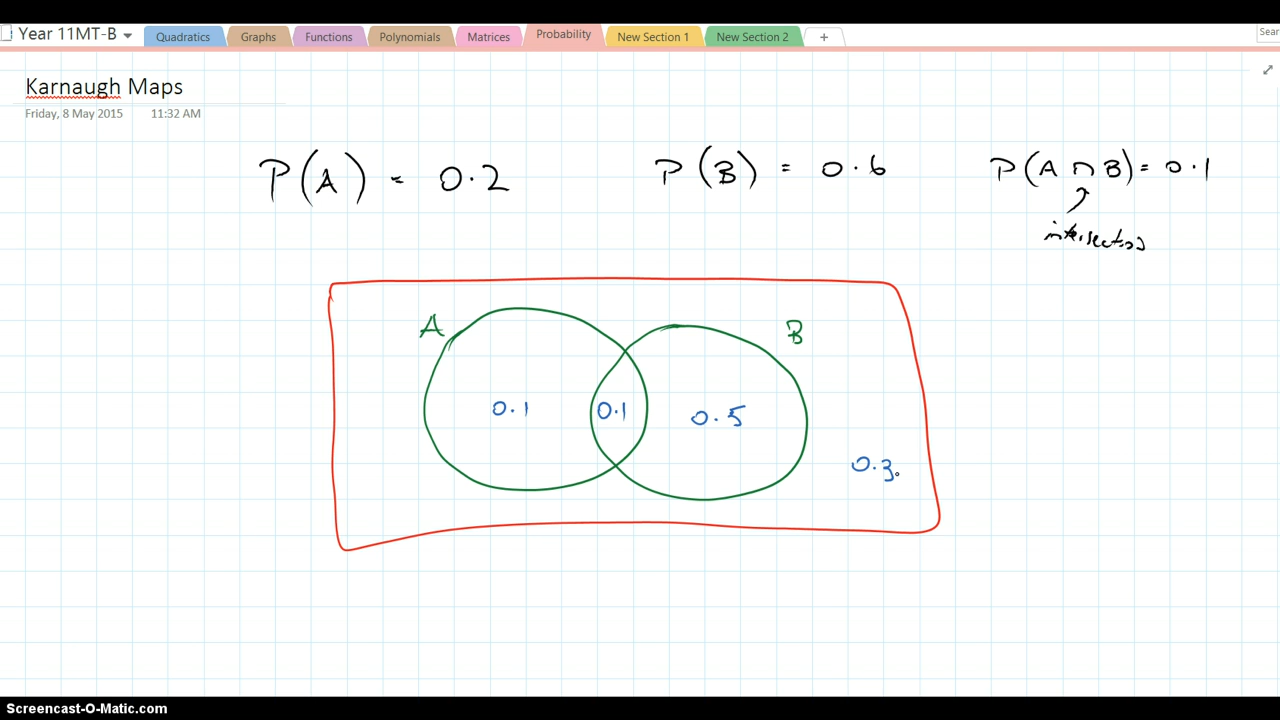 Year 11MT-B
Quadratics Graphs Functions Polynomials Matrices Probability New Section 1 New Section 2 +
Sear
Karnaugh Maps
Friday, 8 May 2015 11:32 AM
P(A) = 0.2 P(B) = 0.6 P(A ∩ B) = 0.1
intersection
A B
0.1 0.1 0.5
0.3
Screencast-O-Matic.com